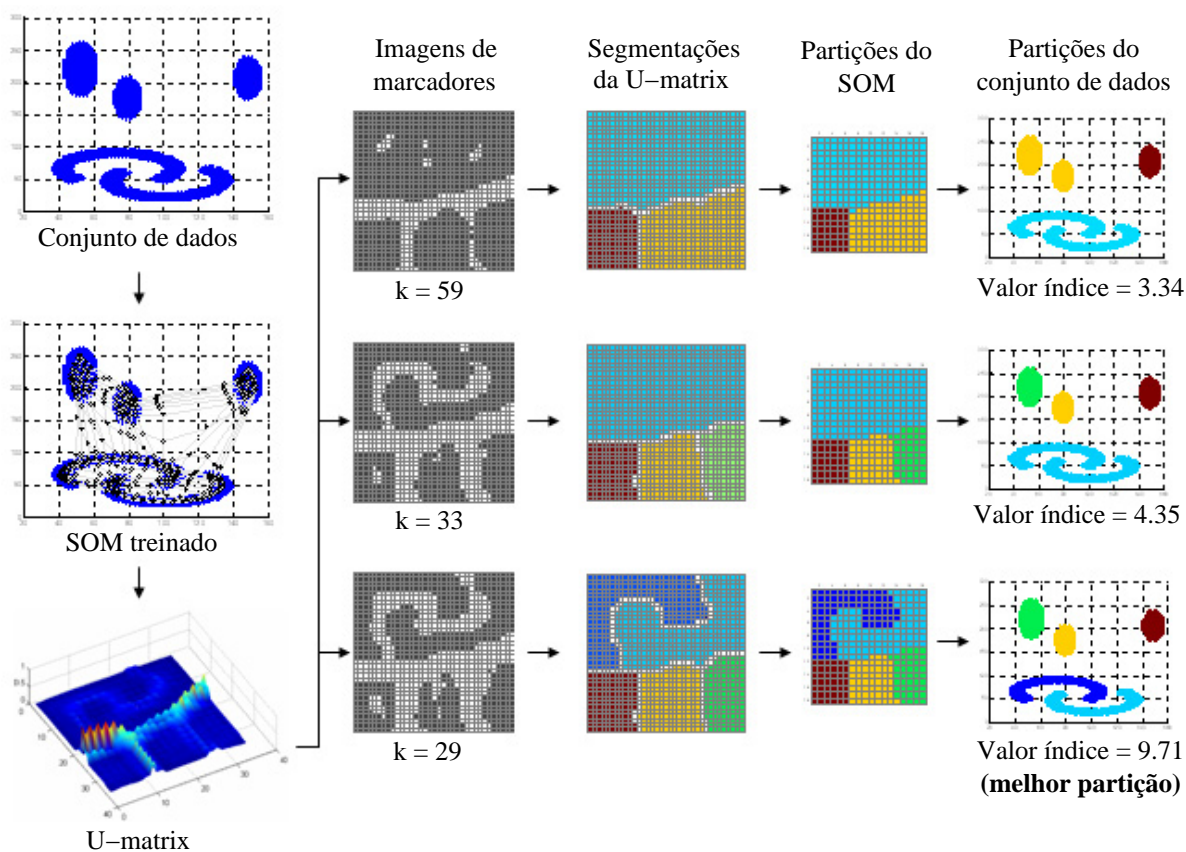 Imagens de
marcadores
Segmentações
da U−matrix
Partições do
SOM
Partições do
conjunto de dados
Conjunto de dados
k = 59
Valor índice = 3.34
SOM treinado
k = 33
Valor índice = 4.35
U−matrix
k = 29
Valor índice = 9.71
(melhor partição)